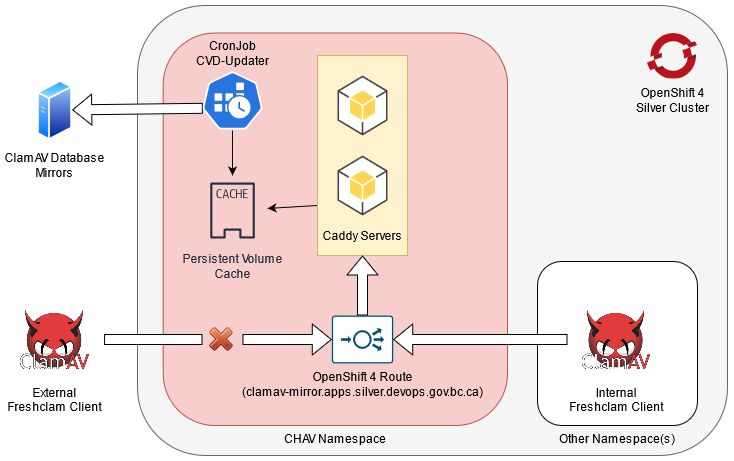 CronJob
CVD-Updater
OpenShift 4
Silver Cluster
ClamAV Database
Mirrors
CACHE
Caddy Servers
Persistent Volume
Cache
ClamAV
ClamAV
External
Freshclam Client
OpenShift 4 Route
(clamav-mirror.apps.silver.devops.gov.bc.ca)
Internal
Freshclam Client
CHAV Namespace
Other Namespace(s)